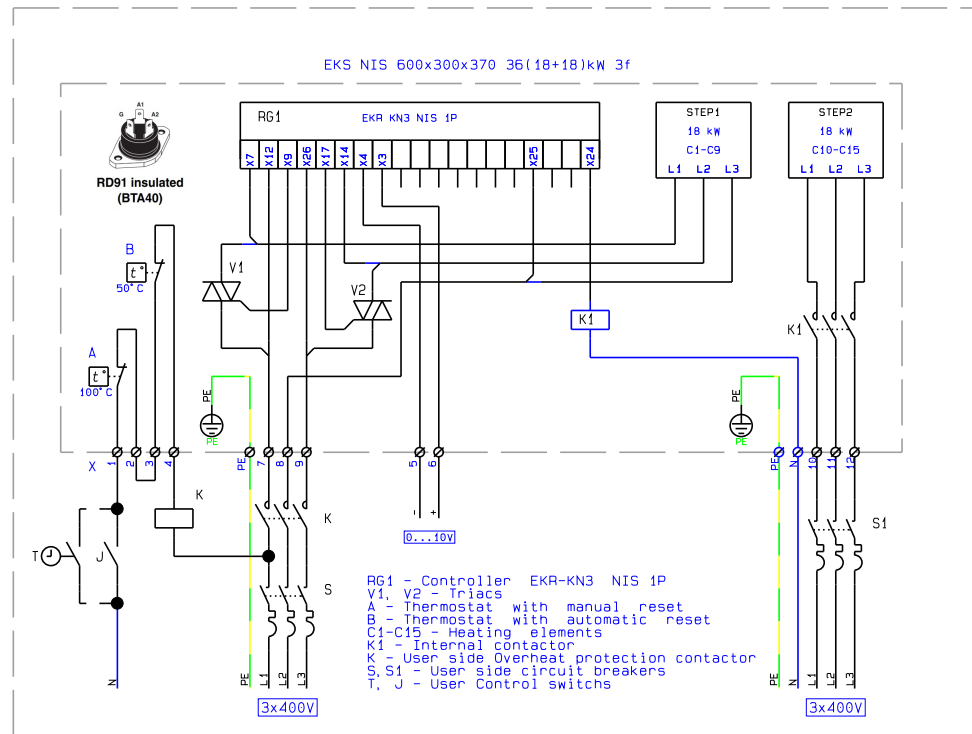 EKS NIS 600x300x370 36(18+18)kW 3f
A1
G
A2
RD91 insulated
(BTA40)
RG1
EKR KN3 NIS 1P
X7
X12
X9
X26
X17
X14
X4
X3
X25
X24
STEP1
18 kW
C1-C9
L1 L2 L3
STEP2
18 kW
C10-C15
L1 L2 L3
B
t°
50°C
V1
V2
K1
K1
A
t°
100°C
PE
PE
PE
PE
X
1
2
3
4
PE
7
8
9
5
6
PE
N
10
11
12
K
K
-
+
0...10V
S1
T
J
S
RG1 - Controller EKR-KN3 NIS 1P
V1, V2 - Triacs
A - Thermostat with manual reset
B - Thermostat with automatic reset
C1-C15 - Heating elements
K1 - Internal contactor
K - User side Overheat protection contactor
S, S1 - User side circuit breakers
T, J - User Control switchs
N
PE
L1
L2
L3
3x400V
PE
N
L1
L2
L3
3x400V